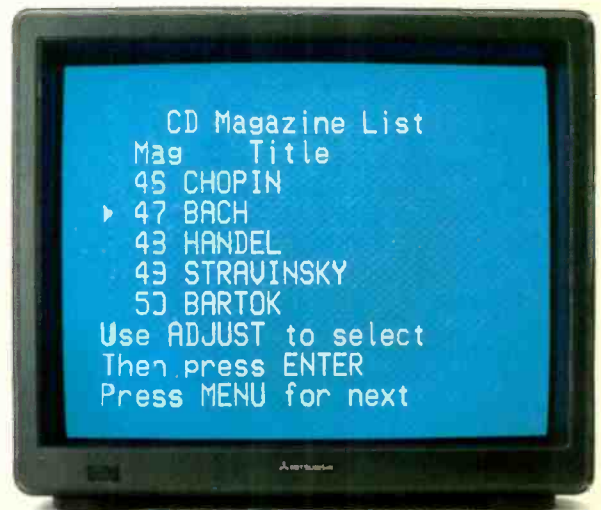 CD Magazine List
Mag Title
46 CHOPIN
47 BACH
48 HANDEL
49 STRAVINSKY
50 BARTOK
Use ADJUST to select
Then press ENTER
Press MENU for next